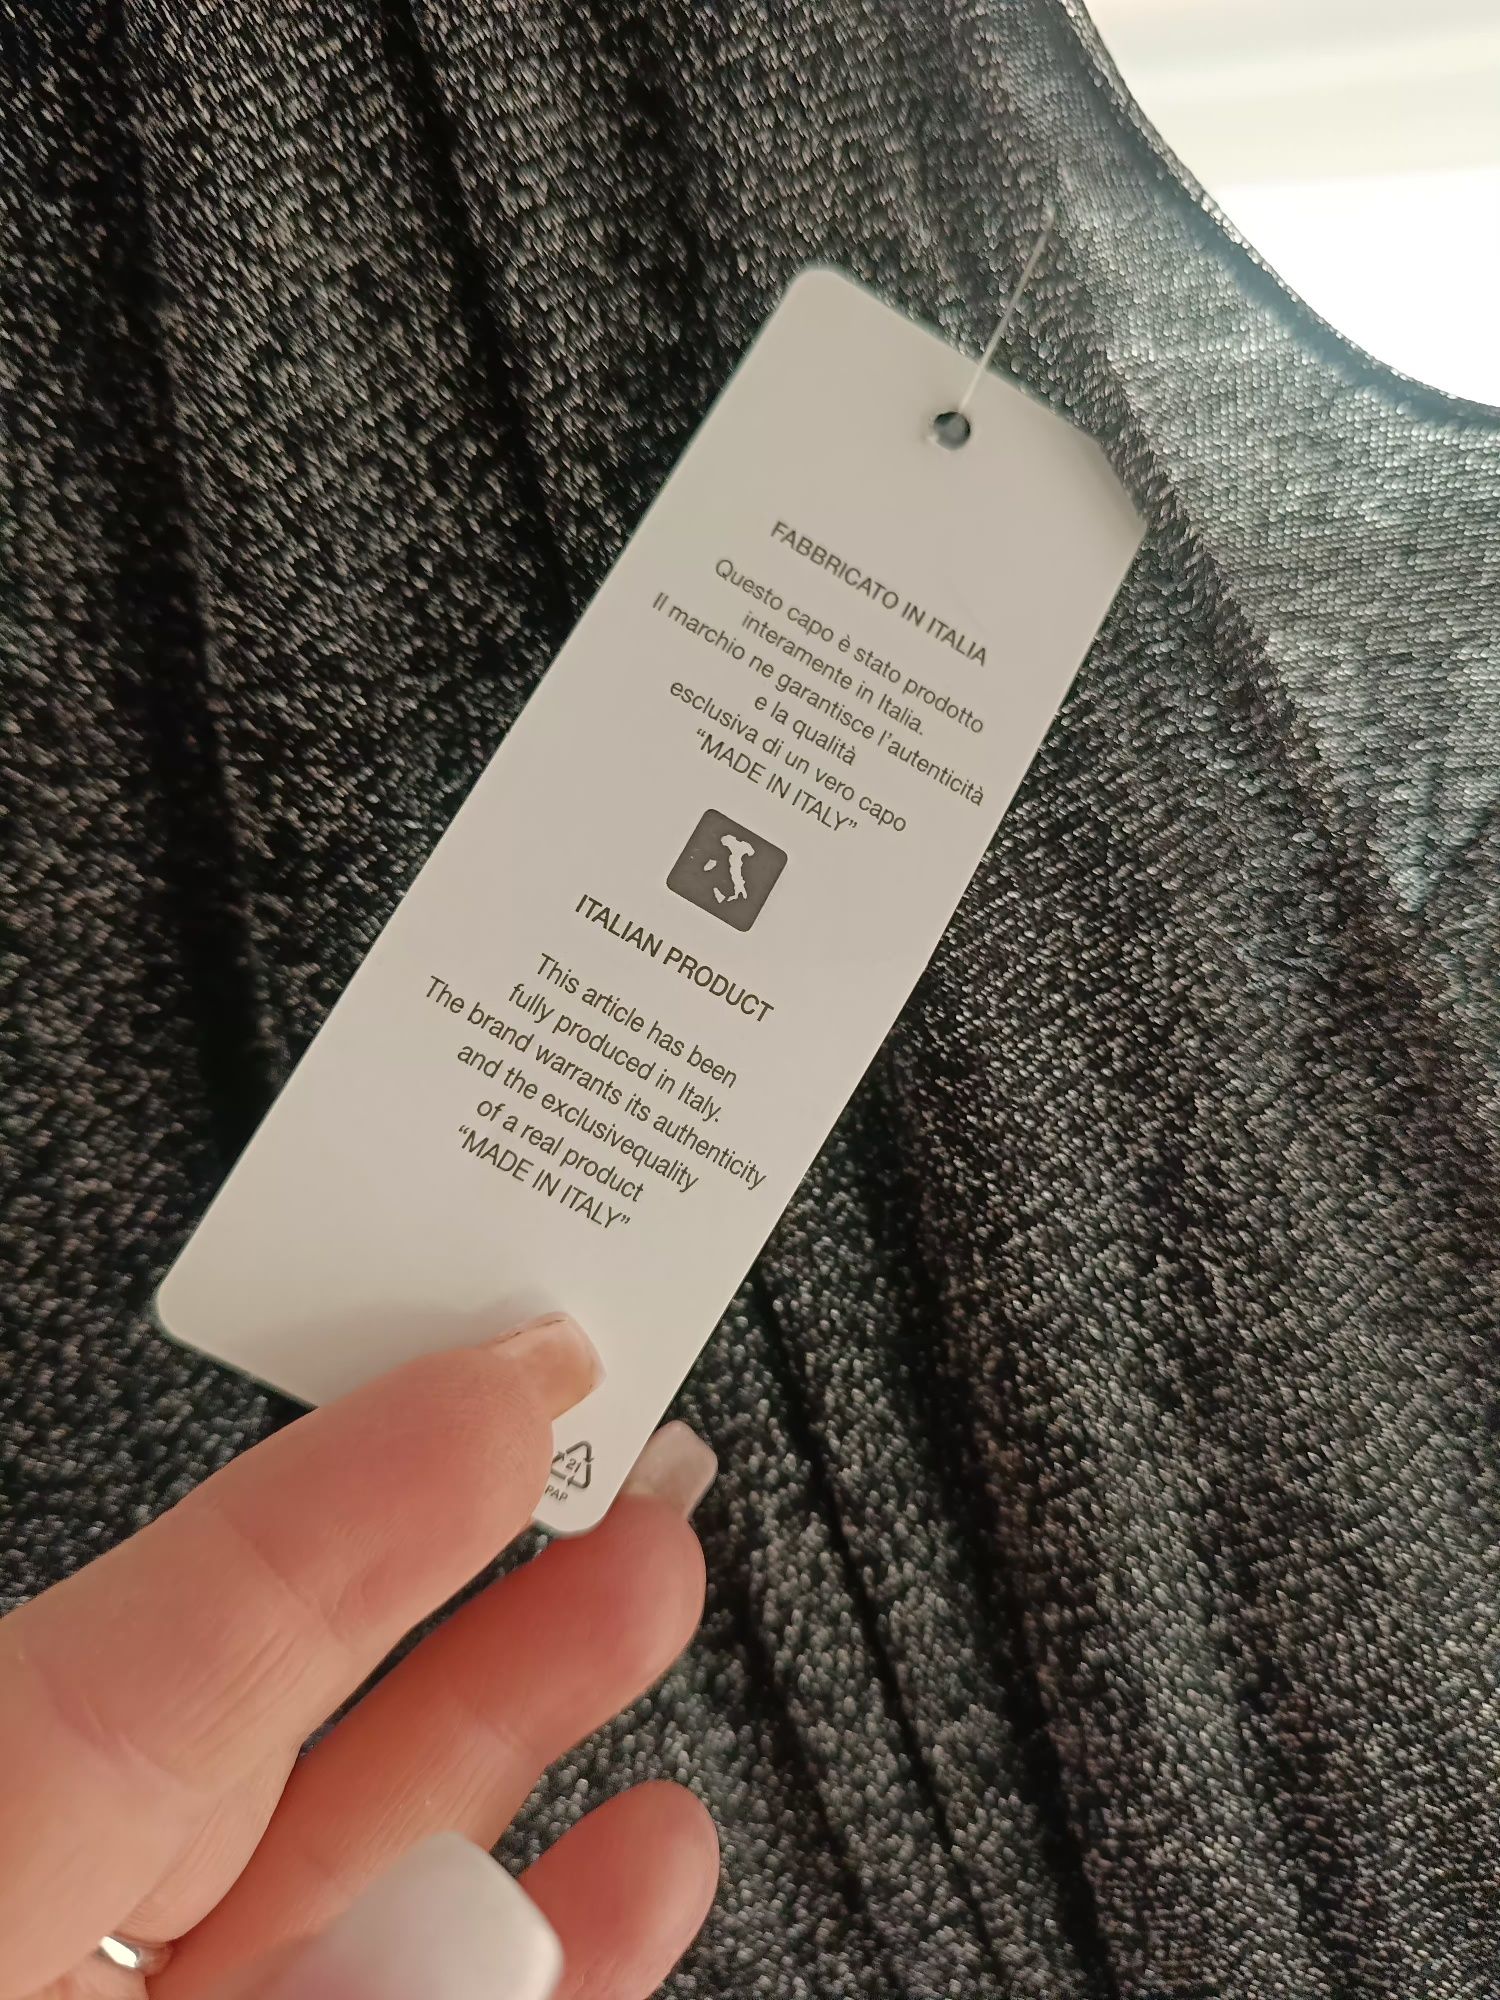 FABBRICATO IN ITALIA
Questo capo è stato prodotto
interamente in Italia.
Il marchio ne garantisce l'autenticità
e la qualità
esclusiva di un vero capo
“MADE IN ITALY”
ITALIAN PRODUCT
This article has been
fully produced in Italy.
The brand warrants its authenticity
and the exclusivequality
of a real product
“MADE IN ITALY”
21
PAP